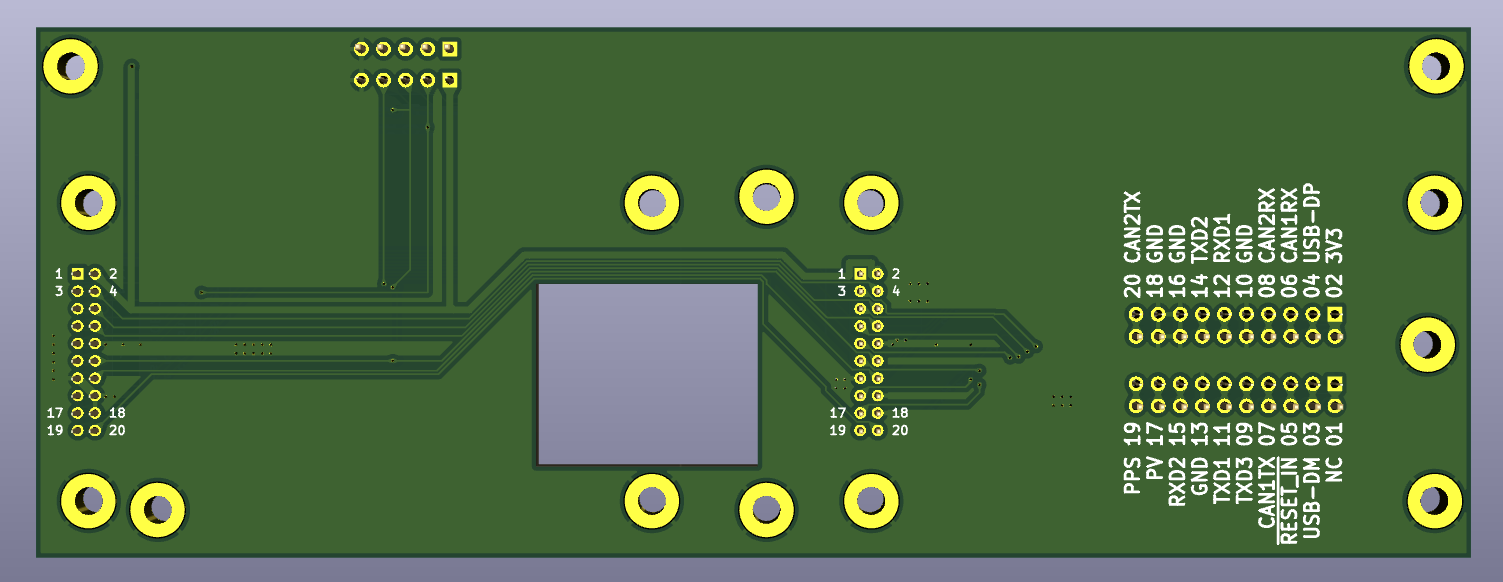 1 2
3 4
17 18
19 20
1 2
3 4
17 18
19 20
20 CAN2TX
18 GND
16 GND
14 TXD2
12 RXD1
10 GND
08 CAN2RX
06 CAN1RX
04 USB-DP
02 3V3
PPS 19
PV 17
RXD2 15
GND 13
TXD1 11
TXD3 09
CAN1TX 07
RESET_IN 05
USB-DM 03
NC 01